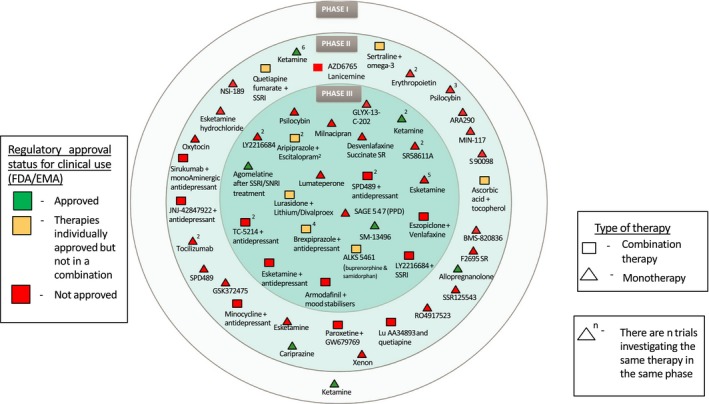 PHASE I
PHASE II
PHASE III
Ketamine 6
Quetiapine
fumarate + SSRI
AZD6765
Lanicemine
Sertraline +
omega-3
Erythropoietin 2
Psilocybin 3
ARA290
MIN-117
S 90098
Ascorbic
acid +
tocopherol
BMS-820836
F2695 SR
Allopregnanolone
SSR125543
RO4917523
Lu AA34893 and
quetiapine
Xenon
Paroxetine +
GW679769
Esketamine
Cariprazine
Minocycline +
antidepressant
GSK372475
SPD489
Tocilizumab 2
JNJ-42847922 +
antidepressant
Sirukumab +
monoAminergic
antidepressant
Oxytocin
Esketamine
hydrochloride
NSI-189
Ketamine
Psilocybin
Milnacipran
GLYX-13-
C-202
Ketamine 2
LY2216684 2
Aripiprazole + 2
Escitalopram2
Desvenlafaxine
Succinate SR
SR58611A 2
Agomelatine
after SSRI/SNRI
treatment
Lumateperone
SPD489 + 2
antidepressant
Esketamine 5
Lurasidone +
Lithium/Divalproex
SAGE 547 (PPD)
TC-5214 + 2
antidepressant
Brexpiprazole + 4
antidepressant
SM-13496
Eszopiclone +
Venlafaxine
ALKS 5461
(buprenorphine &
samidorphan)
LY2216684 +
SSRI
Esketamine +
antidepressant
Armodafinil +
mood stabilisers
Regulatory approval
status for clinical use
(FDA/EMA)
- Approved
- Therapies
individually
approved but
not in a
combination
- Not approved
Type of therapy
- Combination
therapy
- Monotherapy
n - There are n trials
investigating the
same therapy in
the same phase